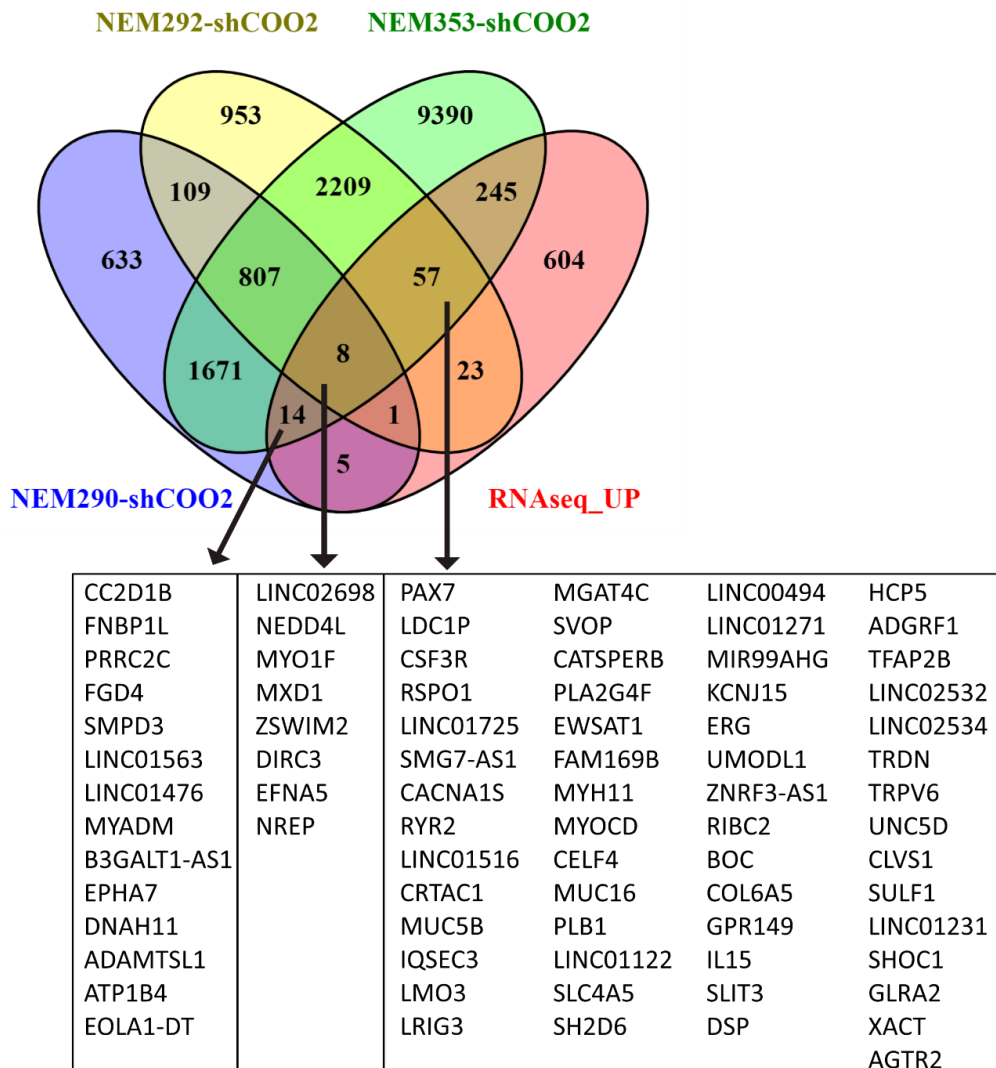 NEM292-shCOO2 NEM353-shCOO2
953 9390
109 2209 245
633 807 57 604
1671 8 23
14 1
5
NEM290-shCOO2 RNAseq_UP
CC2D1B LINC02698 PAX7 MGAT4C LINC00494 HCP5
FNBP1L NEDD4L LDC1P SVOP LINC01271 ADGRF1
PRRC2C MYO1F CSF3R CATSPERB MIR99AHG TFAP2B
FGD4 MXD1 RSPO1 PLA2G4F KCNJ15 LINC02532
SMPD3 ZSWIM2 LINC01725 EWSAT1 ERG LINC02534
LINC01563 DIRC3 SMG7-AS1 FAM169B UMODL1 TRDN
LINC01476 EFNA5 CACNA1S MYH11 ZNRF3-AS1 TRPV6
MYADM NREP RYR2 MYOCD RIBC2 UNC5D
B3GALT1-AS1 LINC01516 CELF4 BOC CLVS1
EPHA7 CRTAC1 MUC16 COL6A5 SULF1
DNAH11 MUC5B PLB1 GPR149 LINC01231
ADAMTSL1 IQSEC3 LINC01122 IL15 SHOC1
ATP1B4 LMO3 SLC4A5 SLIT3 GLRA2
EOLA1-DT LRIG3 SH2D6 DSP XACT
AGTR2